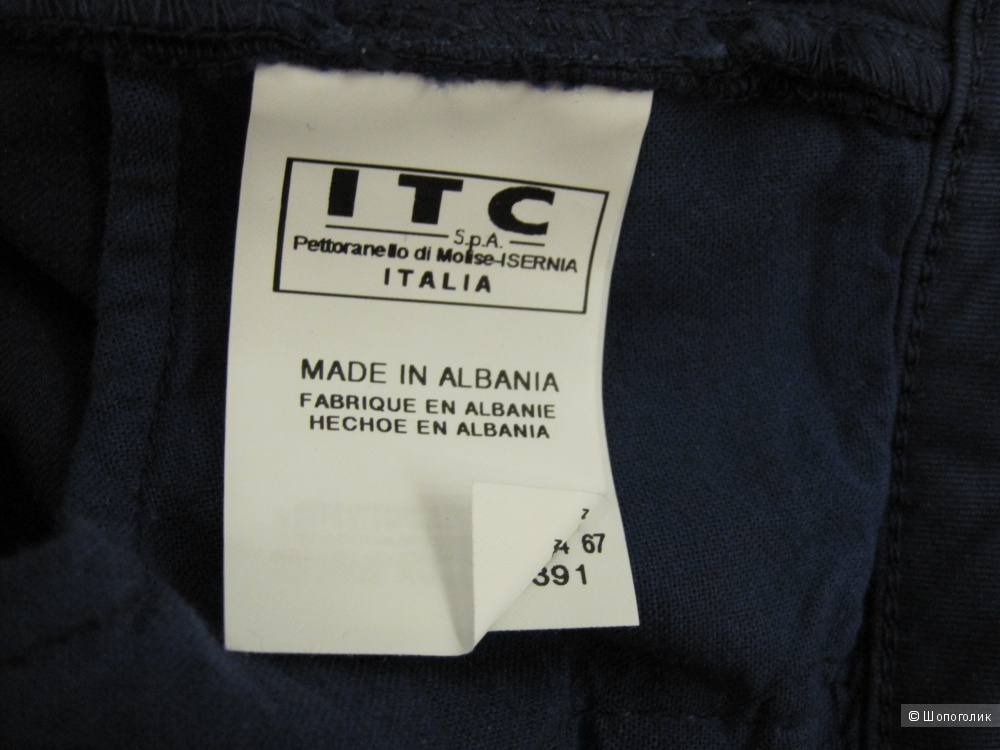 ITC
S.p.A.
Pettoranello di Molise-ISERNIA
ITALIA
MADE IN ALBANIA
FABRIQUE EN ALBANIE
HECHOE EN ALBANIA
67
391
© Шопоголик